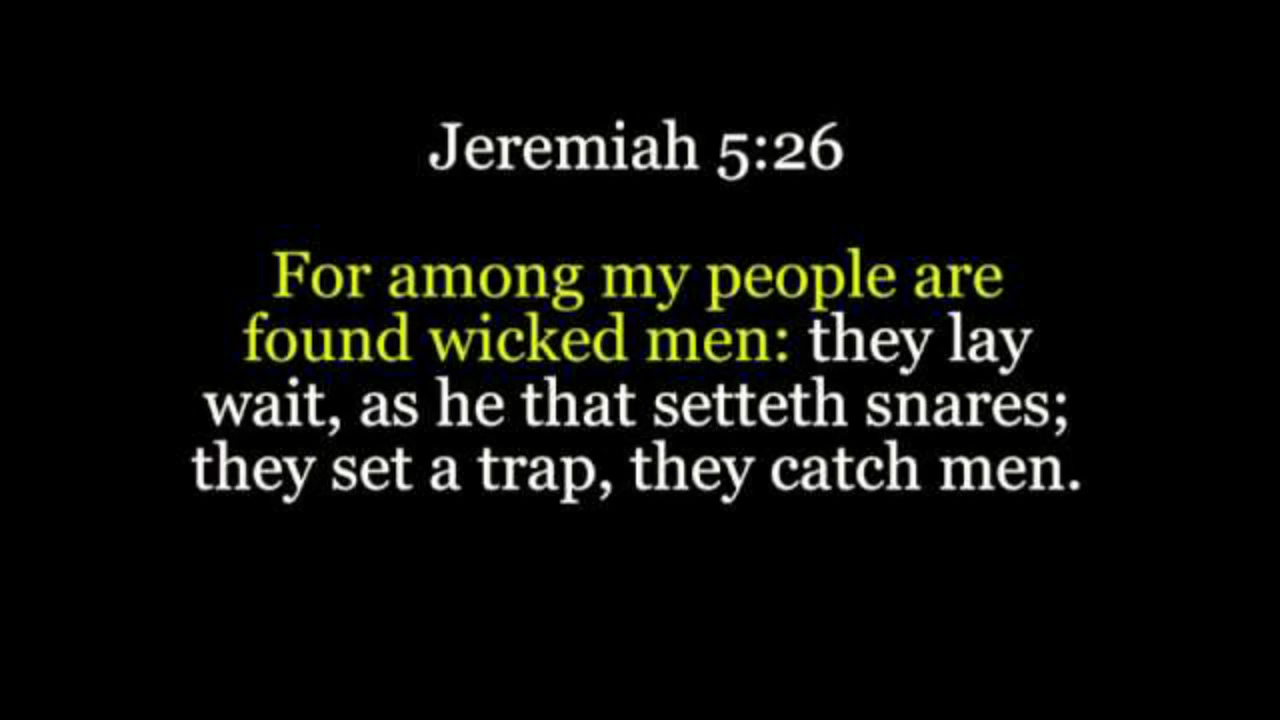 Jeremiah 5:26
For among my people are
found wicked men: they lay
wait, as he that setteth snares;
they set a trap, they catch men.